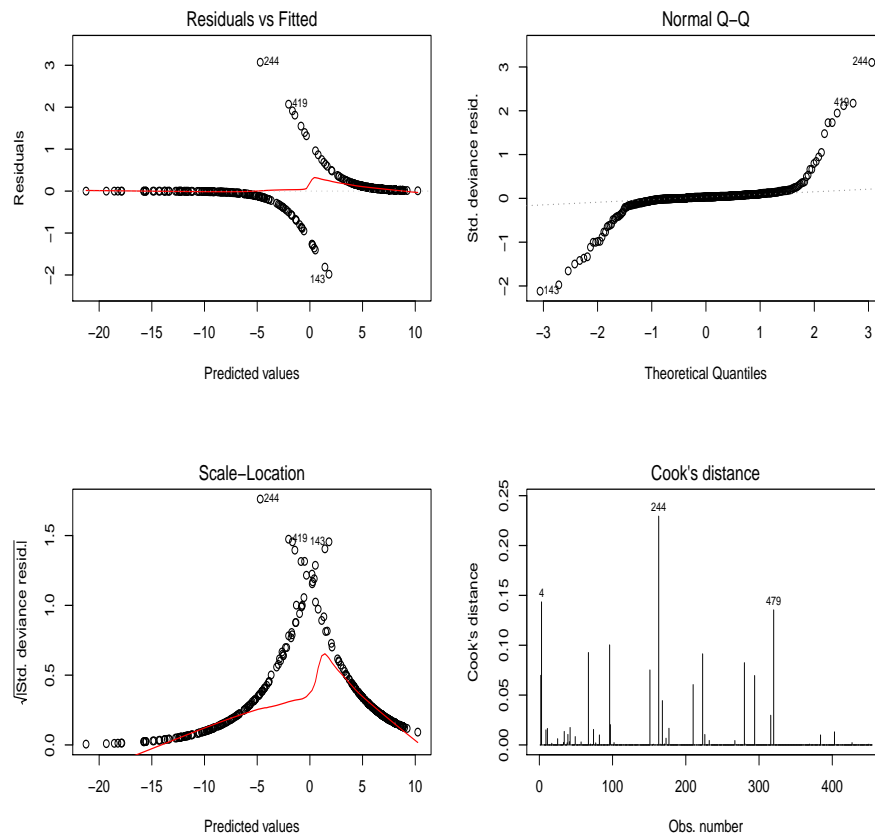 Residuals vs Fitted
Residuals
3
2
1
0
−1
−2
244
419
143
−20 −15 −10 −5 0 5 10
Predicted values
Normal Q−Q
Std. deviance resid.
3
2
1
0
−1
−2
244
419
143
−3 −2 −1 0 1 2 3
Theoretical Quantiles
Scale−Location
√|Std. deviance resid.|
1.5
1.0
0.5
0.0
244
419
143
−20 −15 −10 −5 0 5 10
Predicted values
Cook's distance
Cook's distance
0.25
0.20
0.15
0.10
0.05
0.00
244
4
479
0 100 200 300 400
Obs. number